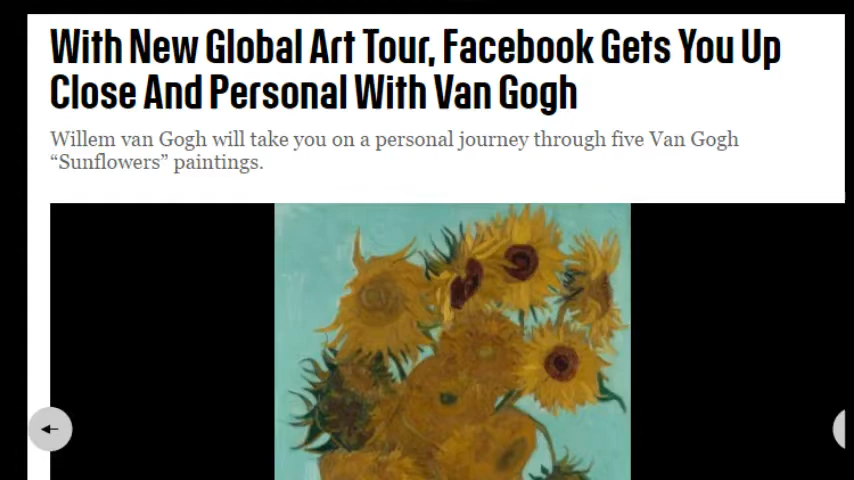 With New Global Art Tour, Facebook Gets You Up
Close And Personal With Van Gogh
Willem van Gogh will take you on a personal journey through five Van Gogh
“Sunflowers” paintings.